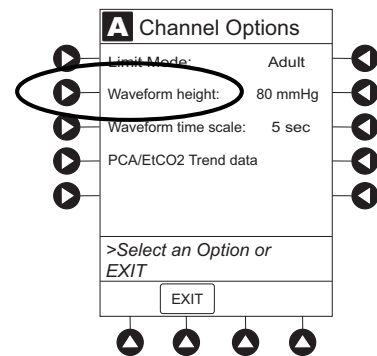 A Channel Options
Limit Mode: Adult
Waveform height: 80 mmHg
Waveform time scale: 5 sec
PCA/EtCO2 Trend data
>Select an Option or
EXIT
EXIT